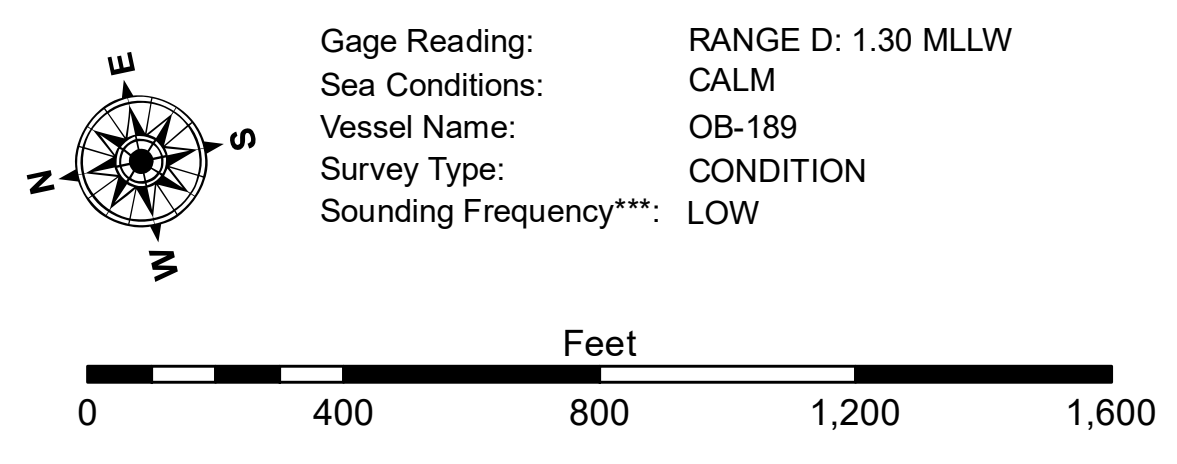 E
S
N
W
Gage Reading: RANGE D: 1.30 MLLW
Sea Conditions: CALM
Vessel Name: OB-189
Survey Type: CONDITION
Sounding Frequency***: LOW
Feet
0 400 800 1,200 1,600